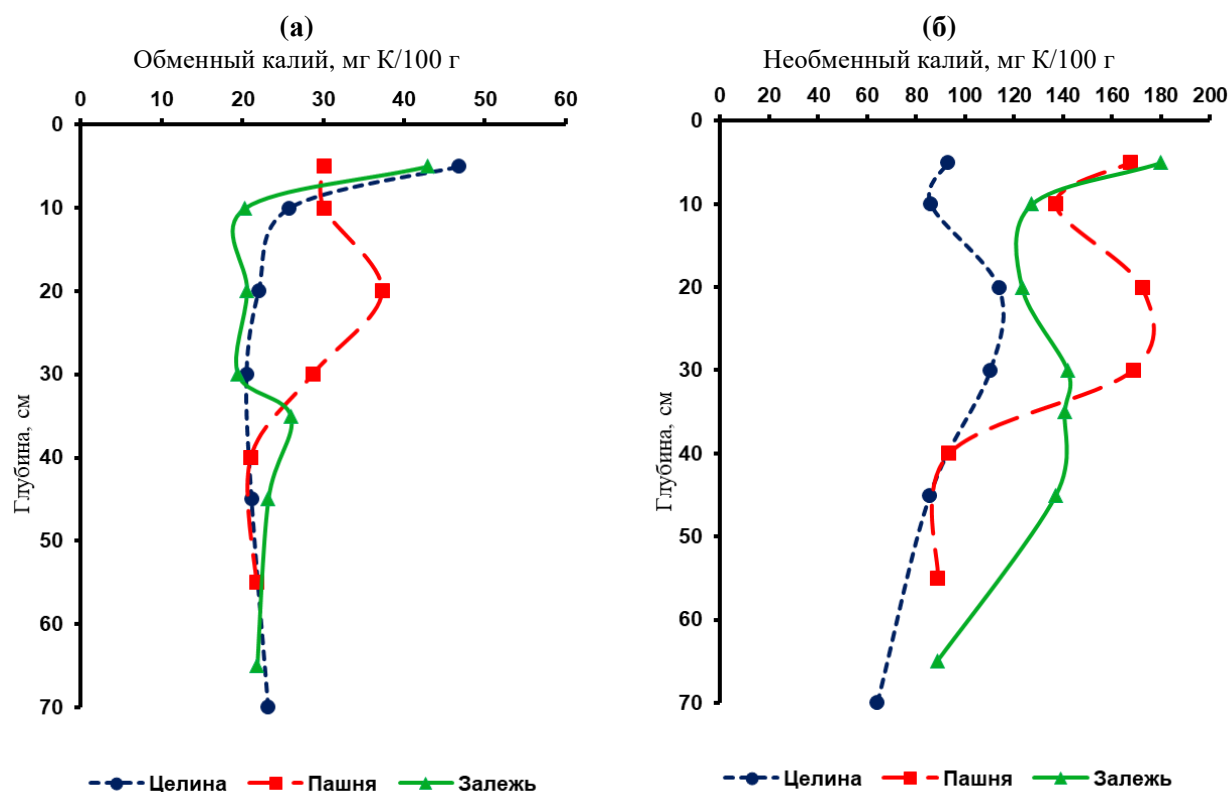 (а)
Обменный калий, мг К/100 г
0 10 20 30 40 50 60
0
10
20
30
40
50
60
70
Глубина, см
Целина Пашня Залежь
(б)
Необменный калий, мг К/100 г
0 20 40 60 80 100 120 140 160 180 200
0
10
20
30
40
50
60
70
Глубина, см
Целина Пашня Залежь